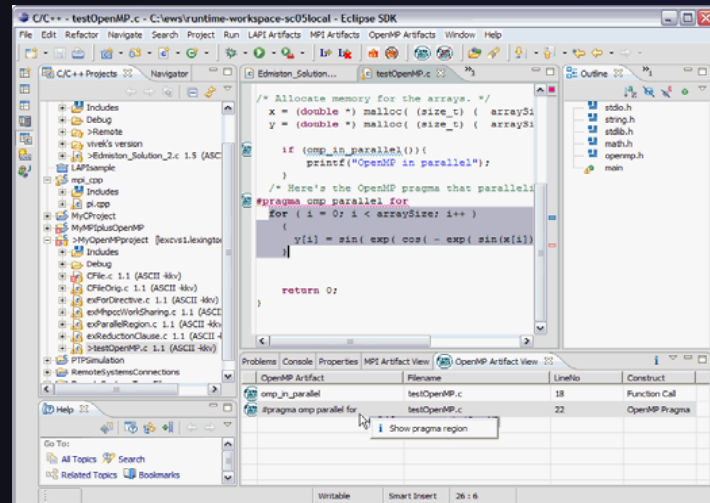 C/C++ - testOpenMP.c - C:\ews\runtime-workspace-sc05local - Eclipse SDK
File Edit Refactor Navigate Search Project Run LAPI Artifacts MPI Artifacts OpenMP Artifacts Window Help
C/C++ Projects Navigator
Includes
Debug
>Remote
vivek's version
>Edmiston_Solution_2.c 1.5 (ASC
LAPIsample
mpi_cpp
Includes
pi.cpp
MyCProject
MyMPIplusOpenMP
>MyOpenMPproject [lexcvs1.lexingtor
Includes
Debug
CFile.c 1.1 (ASCII -kkv)
CFileOrig.c 1.1 (ASCII -kkv)
exForDirective.c 1.1 (ASCII -kkv)
exMhpccWorkSharing.c 1.1 (ASCII
exParallelRegion.c 1.1 (ASCII -kkv
exReductionClause.c 1.1 (ASCII -kk
>testOpenMP.c 1.1 (ASCII -kkv)
PTPSimulation
RemoteSystemsConnections
Edmiston_Solution... testOpenMP.c
/* Allocate memory for the arrays. */
x = (double *) malloc( (size_t) ( arraySi
y = (double *) malloc( (size_t) ( arraySi
if (omp_in_parallel()){
printf("OpenMP in parallel");
}
/* Here's the OpenMP pragma that paralleli
#pragma omp parallel for
for ( i = 0; i < arraySize; i++ )
{
y[i] = sin( exp( cos( - exp( sin(x[i])
}
return 0;
}
Outline
stdio.h
string.h
stdlib.h
math.h
openmp.h
main
Help
Go To:
All Topics Search
Related Topics Bookmarks
Problems Console Properties MPI Artifact View OpenMP Artifact View
OpenMP Artifact Filename LineNo Construct
omp_in_parallel testOpenMP.c 18 Function Call
#pragma omp parallel for testOpenMP.c 22 OpenMP Pragma
Show pragma region
Writable Smart Insert 26 : 6